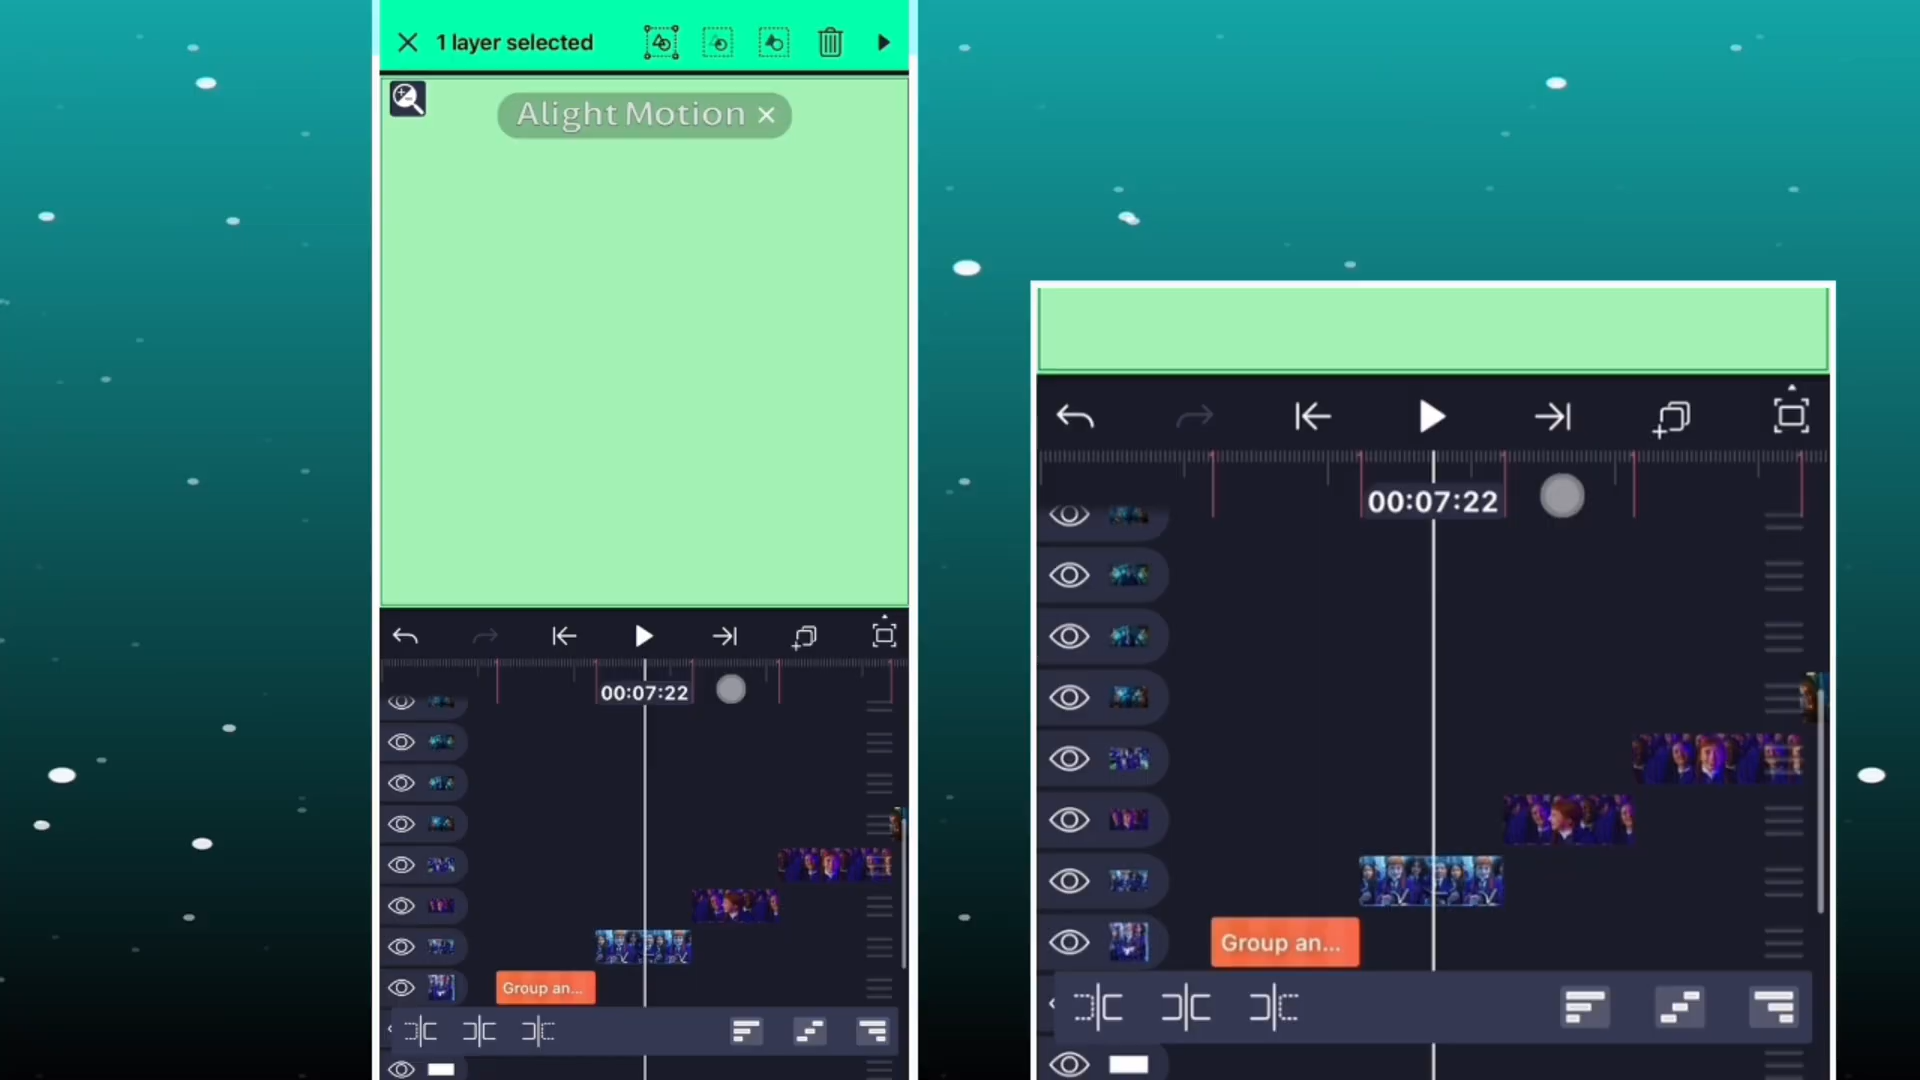 1 layer selected
Alight Motion
00:07:22
Group an...
00:07:22
Group an...